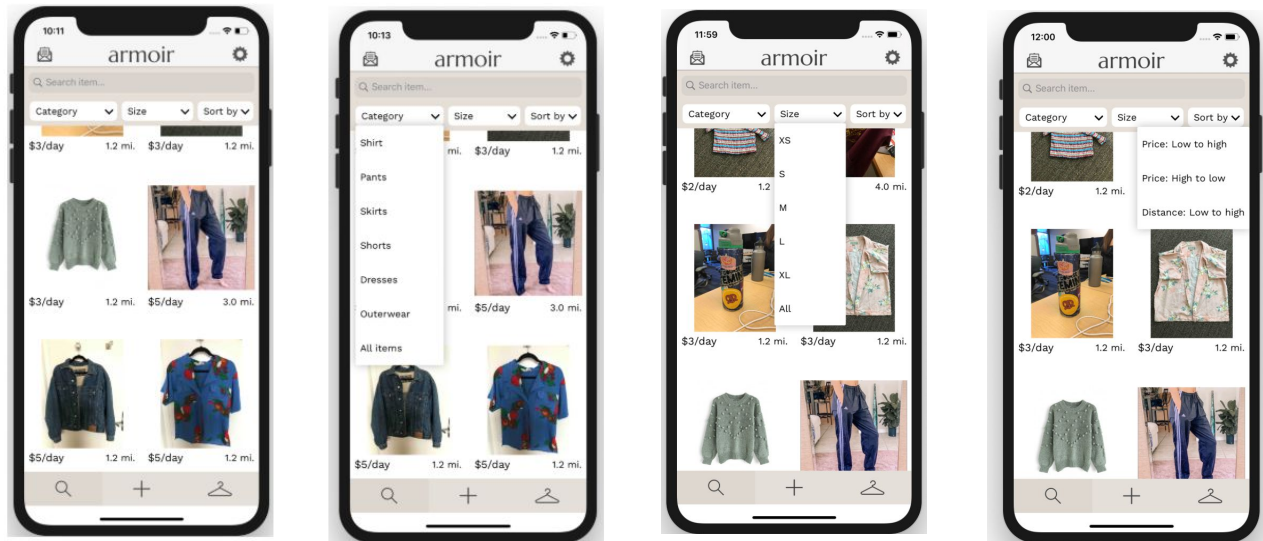 10:11
armoir
Search item...
Category Size Sort by
$3/day 1.2 mi. $3/day 1.2 mi.
$3/day 1.2 mi. $5/day 3.0 mi.
$5/day 1.2 mi. $5/day 1.2 mi.
10:13
armoir
Search item...
Category Size Sort by
Shirt
mi. $3/day 1.2 mi.
Pants
Skirts
Shorts
Dresses
mi. $5/day 3.0 mi.
Outerwear
All items
$5/day 1.2 mi. $5/day 1.2 mi.
11:59
armoir
Search item...
Category Size Sort by
XS
S
$2/day 1.2 4.0 mi.
M
L
XL
All
$3/day 1.2 mi. $3/day 1.2 mi.
12:00
armoir
Search item...
Category Size Sort by
Price: Low to high
Price: High to low
$2/day 1.2 mi.
Distance: Low to high
$3/day 1.2 mi. $3/day 1.2 mi.